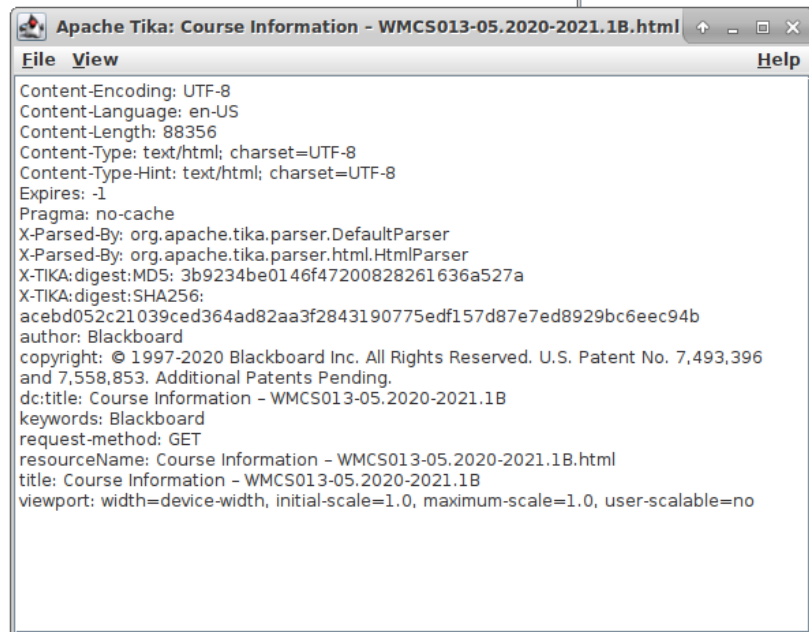 Apache Tika: Course Information – WMCS013-05.2020-2021.1B.html
File View Help
Content-Encoding: UTF-8
Content-Language: en-US
Content-Length: 88356
Content-Type: text/html; charset=UTF-8
Content-Type-Hint: text/html; charset=UTF-8
Expires: -1
Pragma: no-cache
X-Parsed-By: org.apache.tika.parser.DefaultParser
X-Parsed-By: org.apache.tika.parser.html.HtmlParser
X-TIKA:digest:MD5: 3b9234be0146f47200828261636a527a
X-TIKA:digest:SHA256:
acebd052c21039ced364ad82aa3f2843190775edf157d87e7ed8929bc6eec94b
author: Blackboard
copyright: © 1997-2020 Blackboard Inc. All Rights Reserved. U.S. Patent No. 7,493,396
and 7,558,853. Additional Patents Pending.
dc:title: Course Information – WMCS013-05.2020-2021.1B
keywords: Blackboard
request-method: GET
resourceName: Course Information – WMCS013-05.2020-2021.1B.html
title: Course Information – WMCS013-05.2020-2021.1B
viewport: width=device-width, initial-scale=1.0, maximum-scale=1.0, user-scalable=no